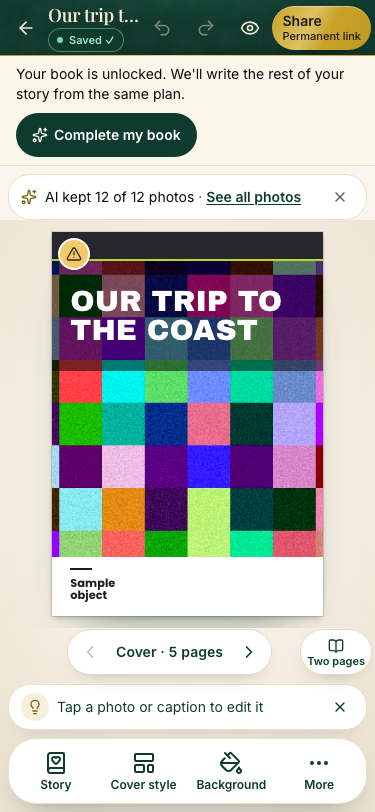 Our trip t…
Saved ✓
Share
Permanent link
Your book is unlocked. We'll write the rest of your
story from the same plan.
Complete my book
AI kept 12 of 12 photos · See all photos
OUR TRIP TO
THE COAST
Sample
object
Cover · 5 pages
Two pages
Tap a photo or caption to edit it
Story
Cover style
Background
More